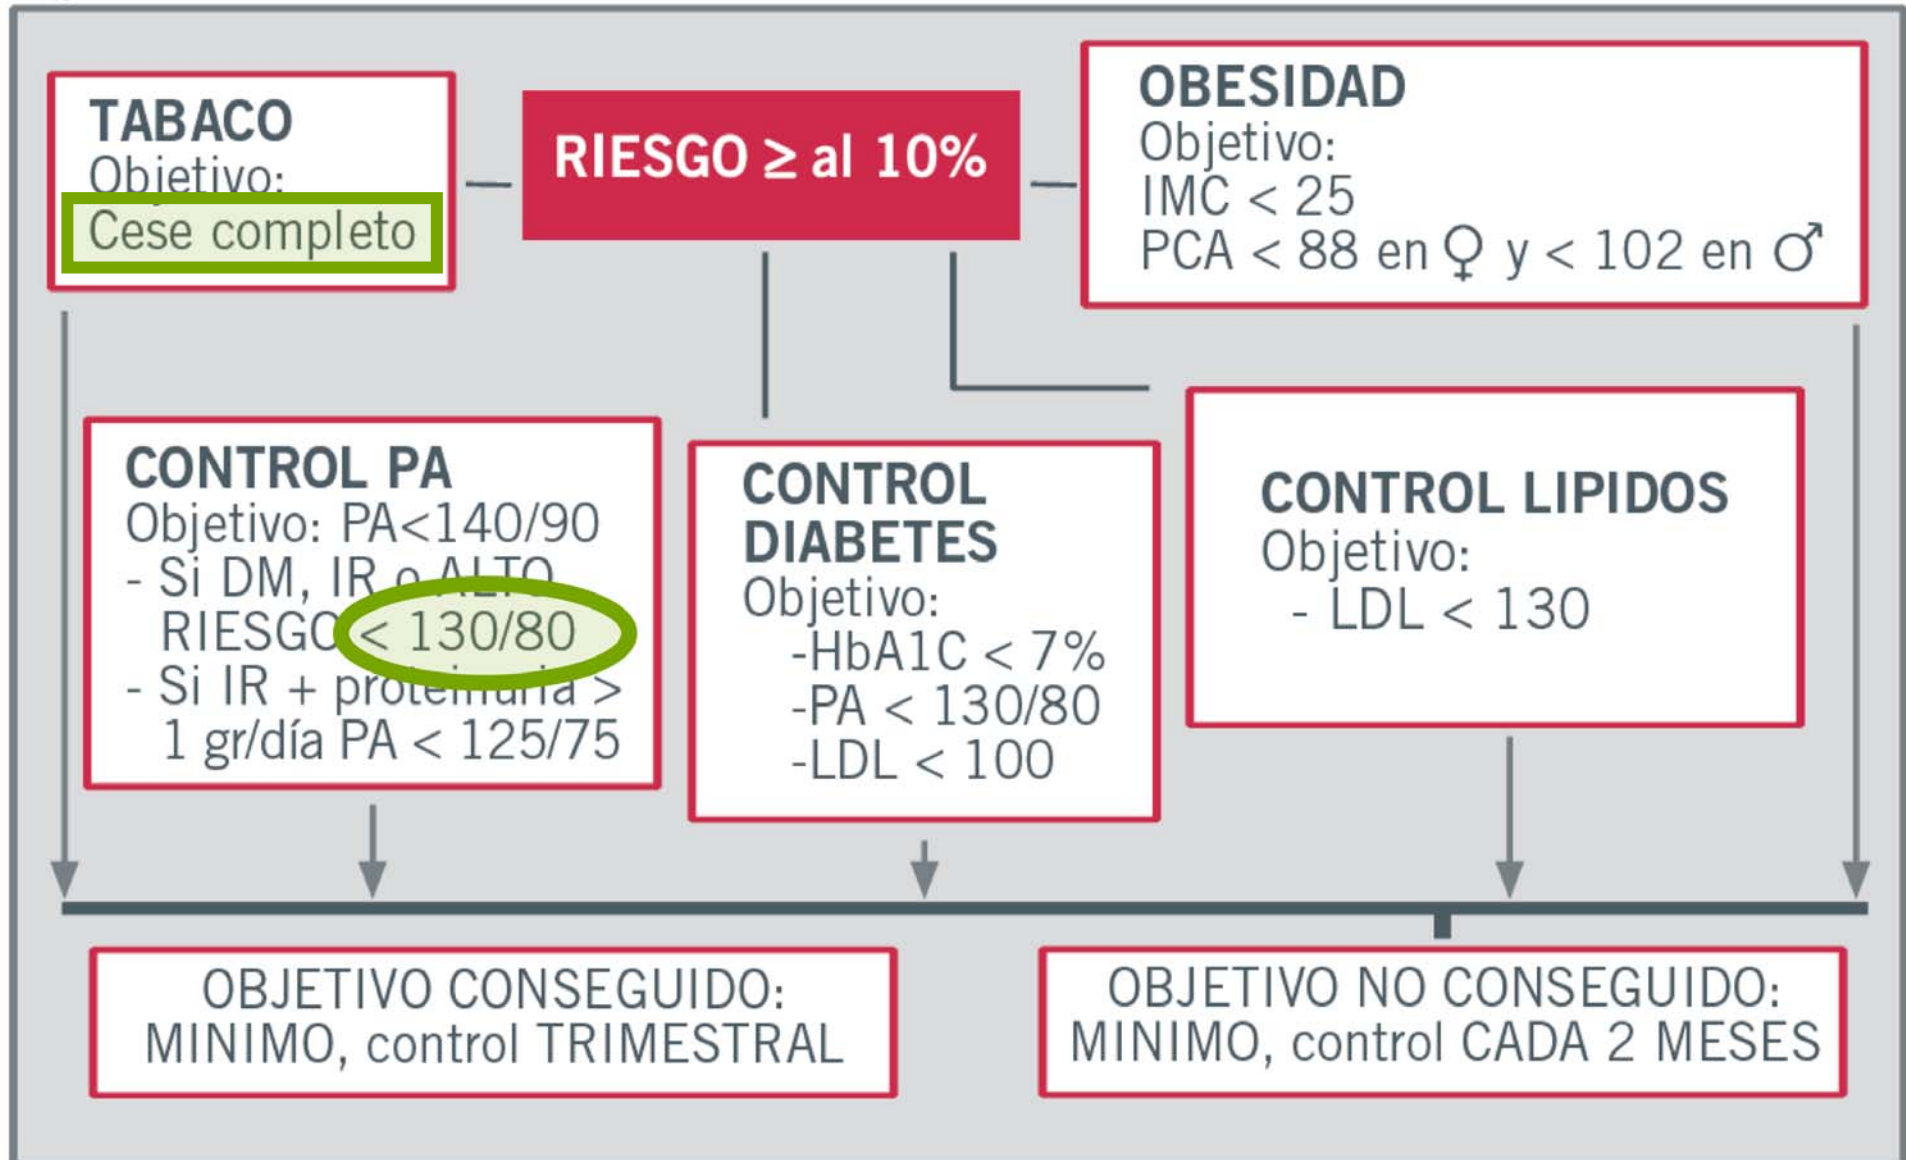 TABACO
Objetivo:
Cese completo
RIESGO ≥ al 10%
OBESIDAD
Objetivo:
IMC < 25
PCA < 88 en ♀ y < 102 en ♂
CONTROL PA
Objetivo: PA<140/90
- Si DM, IR o ALTO
RIESGO < 130/80
- Si IR + proteinuria >
1 gr/día PA < 125/75
CONTROL
DIABETES
Objetivo:
-HbA1C < 7%
-PA < 130/80
-LDL < 100
CONTROL LIPIDOS
Objetivo:
- LDL < 130
OBJETIVO CONSEGUIDO:
MINIMO, control TRIMESTRAL
OBJETIVO NO CONSEGUIDO:
MINIMO, control CADA 2 MESES